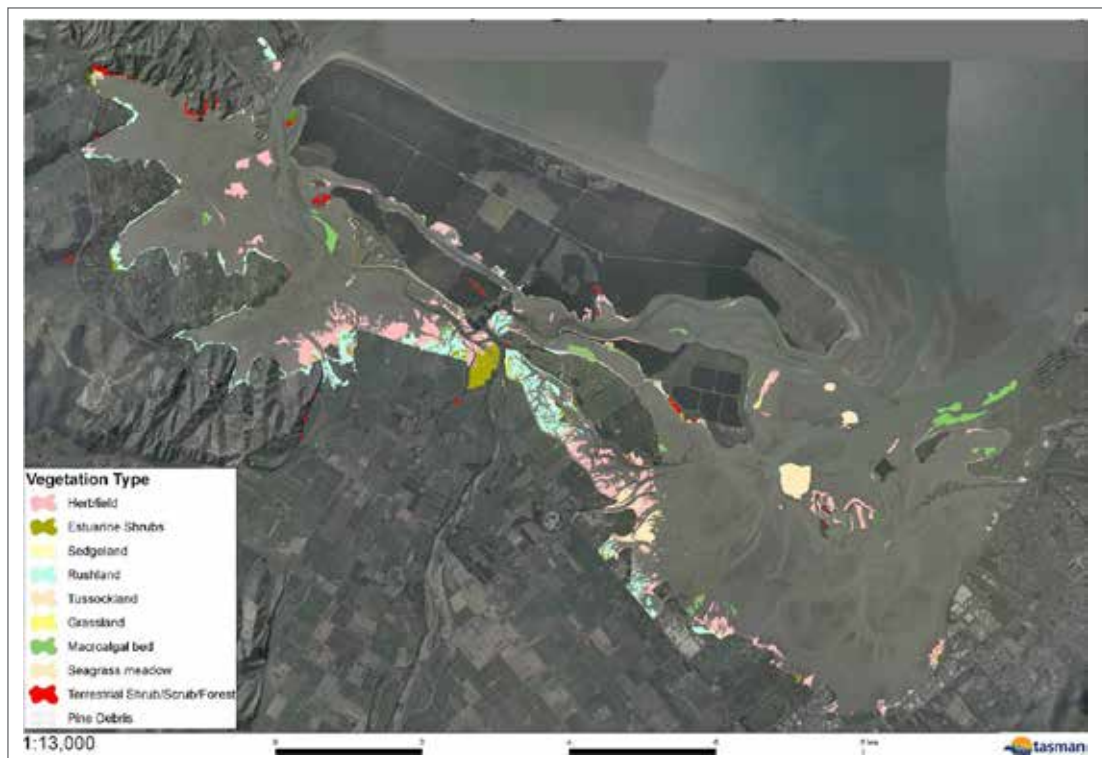 Vegetation Type
Herbfield
Estuarine Shrubs
Sedgeland
Rushland
Tussockland
Grassland
Macroalgal bed
Seagrass meadow
Terrestrial Shrub/Scrub/Forest
Pine Debris
1:13,000
tasman